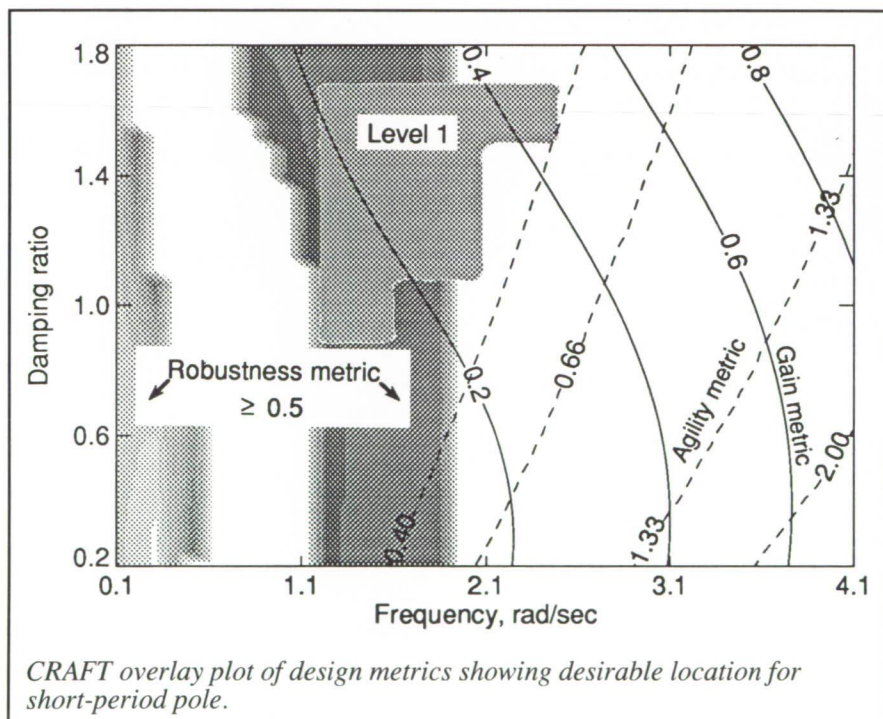 1.8
1.4
1.0
0.6
0.2
Damping ratio
0.1
1.1
2.1
3.1
4.1
Frequency, rad/sec
Level 1
Robustness metric
≥ 0.5
0.2
0.4
0.6
0.8
Gain metric
0.40
0.66
1.33
1.33
2.00
Agility metric
CRAFT overlay plot of design metrics showing desirable location for
short-period pole.